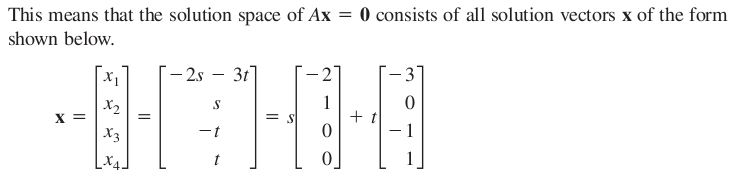 This means that the solution space of Ax = 0 consists of all solution vectors x of the form
shown below.
x = [x₁ x₂ x₃ x₄] = [−2s − 3t s −t t] = s [−2 1 0 0] + t [−3 0 −1 1]